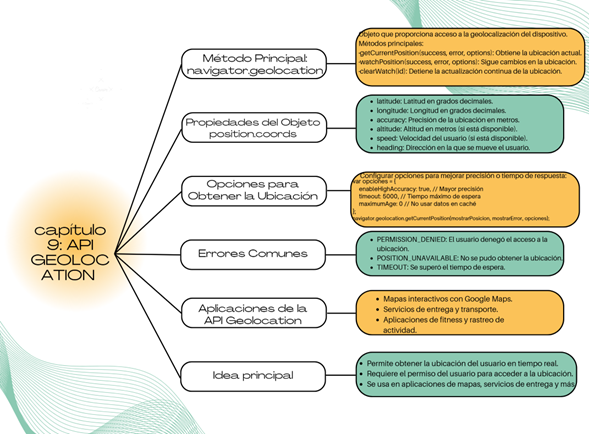 capítulo
9: API
GEOLOC
ATION
Método Principal:
navigator.geolocation
Objeto que proporciona acceso a la geolocalización del dispositivo.
Métodos principales:
-getCurrentPosition(success, error, options): Obtiene la ubicación actual.
-watchPosition(success, error, options): Sigue cambios en la ubicación.
-clearWatch(id): Detiene la actualización continua de la ubicación.
Propiedades del Objeto
position.coords
• latitude: Latitud en grados decimales.
• longitude: Longitud en grados decimales.
• accuracy: Precisión de la ubicación en metros.
• altitude: Altitud en metros (si está disponible).
• speed: Velocidad del usuario (si está disponible).
• heading: Dirección en la que se mueve el usuario.
Opciones para
Obtener la Ubicación
Configurar opciones para mejorar precisión o tiempo de respuesta:
var opciones = {
enableHighAccuracy: true, // Mayor precisión
timeout: 5000, // Tiempo máximo de espera
maximumAge: 0 // No usar datos en caché
};
navigator.geolocation.getCurrentPosition(mostrarPosicion, mostrarError, opciones);
Errores Comunes
• PERMISSION_DENIED: El usuario denegó el acceso a la
ubicación.
• POSITION_UNAVAILABLE: No se pudo obtener la ubicación.
• TIMEOUT: Se superó el tiempo de espera.
Aplicaciones de la
API Geolocation
• Mapas interactivos con Google Maps.
• Servicios de entrega y transporte.
• Aplicaciones de fitness y rastreo de
actividad.
Idea principal
• Permite obtener la ubicación del usuario en tiempo real.
• Requiere el permiso del usuario para acceder a la ubicación.
• Se usa en aplicaciones de mapas, servicios de entrega y más